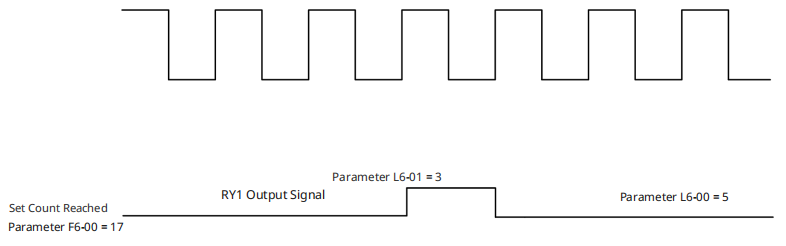 Parameter L6-01 = 3
RY1 Output Signal
Parameter L6-00 = 5
Set Count Reached
Parameter F6-00 = 17